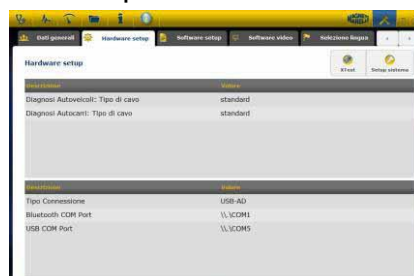 Dati generali
Hardware setup
Software setup
Software video
Selezione lingua
Hardware setup
RTest
Setup sistema
Descrizione Valore
Diagnosi Autoveicoli: Tipo di cavo standard
Diagnosi Autocarri: Tipo di cavo standard
Descrizione Valore
Tipo Connessione USB-AD
Bluetooth COM Port \\.\COM1
USB COM Port \\.\COM5